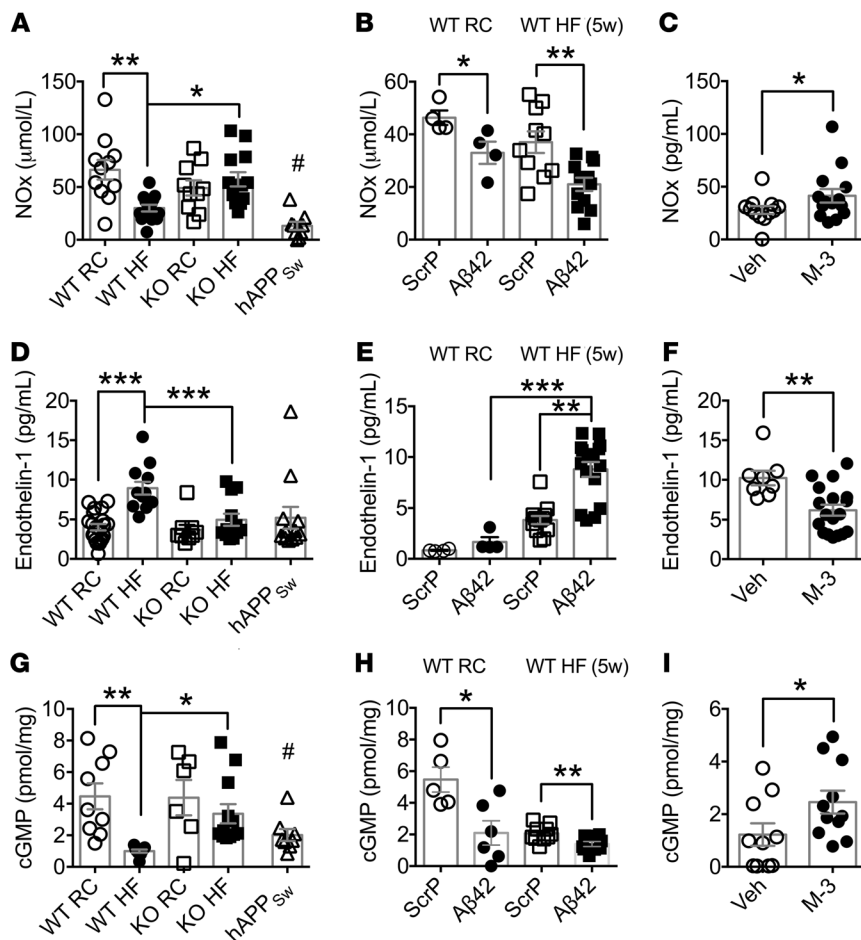 A
B
WT RC
WT HF (5w)
C
**
*
#
NOx (μmol/L)
150
100
50
0
WT RC
WT HF
KO RC
KO HF
hAPPSw
*
**
NOx (μmol/L)
60
40
20
0
ScrP
Aβ42
ScrP
Aβ42
*
NOx (pg/mL)
150
100
50
0
Veh
M-3
D
E
WT RC
WT HF (5w)
F
***
***
Endothelin-1 (pg/mL)
20
15
10
5
0
WT RC
WT HF
KO RC
KO HF
hAPPSw
***
**
Endothelin-1 (pg/mL)
15
10
5
0
ScrP
Aβ42
ScrP
Aβ42
**
Endothelin-1 (pg/mL)
20
15
10
5
0
Veh
M-3
G
H
WT RC
WT HF (5w)
I
**
*
#
cGMP (pmol/mg)
10
8
6
4
2
0
WT RC
WT HF
KO RC
KO HF
hAPPSw
*
**
cGMP (pmol/mg)
10
8
6
4
2
0
ScrP
Aβ42
ScrP
Aβ42
*
cGMP (pmol/mg)
6
4
2
0
Veh
M-3